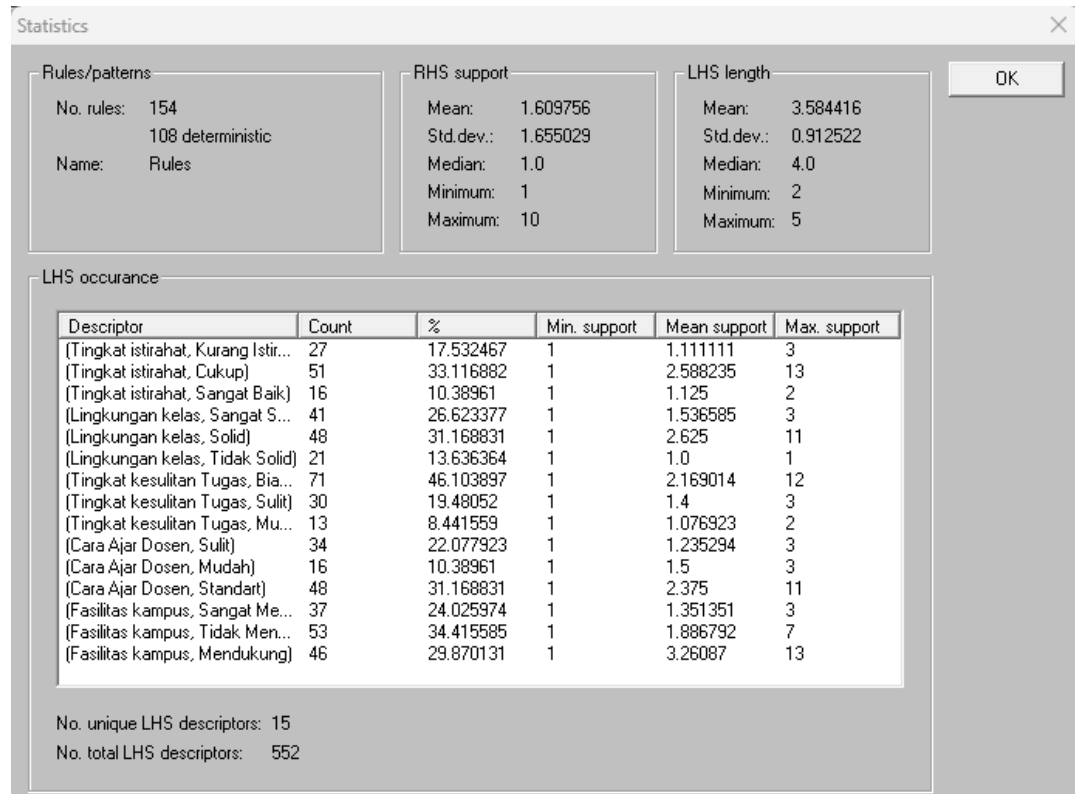 Statistics
Rules/patterns
No. rules: 154
108 deterministic
Name: Rules
RHS support
Mean: 1.609756
Std.dev.: 1.655029
Median: 1.0
Minimum: 1
Maximum: 10
LHS length
Mean: 3.584416
Std.dev.: 0.912522
Median: 4.0
Minimum: 2
Maximum: 5
OK
LHS occurance
Descriptor Count % Min. support Mean support Max. support
(Tingkat istirahat, Kurang Istir... 27 17.532467 1 1.111111 3
(Tingkat istirahat, Cukup) 51 33.116882 1 2.588235 13
(Tingkat istirahat, Sangat Baik) 16 10.38961 1 1.125 2
(Lingkungan kelas, Sangat S... 41 26.623377 1 1.536585 3
(Lingkungan kelas, Solid) 48 31.168831 1 2.625 11
(Lingkungan kelas, Tidak Solid) 21 13.636364 1 1.0 1
(Tingkat kesulitan Tugas, Bia... 71 46.103897 1 2.169014 12
(Tingkat kesulitan Tugas, Sulit) 30 19.48052 1 1.4 3
(Tingkat kesulitan Tugas, Mu... 13 8.441559 1 1.076923 2
(Cara Ajar Dosen, Sulit) 34 22.077923 1 1.235294 3
(Cara Ajar Dosen, Mudah) 16 10.38961 1 1.5 3
(Cara Ajar Dosen, Standart) 48 31.168831 1 2.375 11
(Fasilitas kampus, Sangat Me... 37 24.025974 1 1.351351 3
(Fasilitas kampus, Tidak Men... 53 34.415585 1 1.886792 7
(Fasilitas kampus, Mendukung) 46 29.870131 1 3.26087 13
No. unique LHS descriptors: 15
No. total LHS descriptors: 552